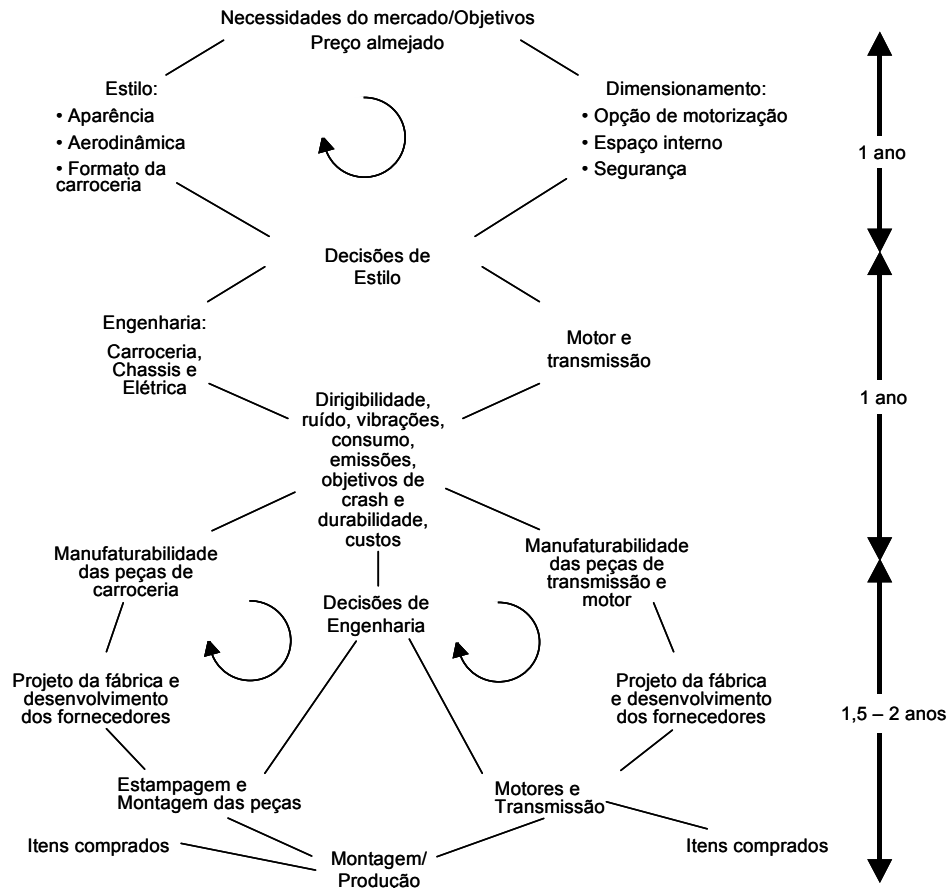 Necessidades do mercado/Objetivos
Preço almejado
Estilo:
• Aparência
• Aerodinâmica
• Formato da
carroceria
Dimensionamento:
• Opção de motorização
• Espaço interno
• Segurança
1 ano
Decisões de
Estilo
Engenharia:
Carroceria,
Chassis e
Elétrica
Motor e
transmissão
1 ano
Dirigibilidade,
ruído, vibrações,
consumo,
emissões,
objetivos de
crash e
durabilidade,
custos
Manufaturabilidade
das peças de
carroceria
Manufaturabilidade
das peças de
transmissão e
motor
Decisões de
Engenharia
Projeto da fábrica e
desenvolvimento
dos fornecedores
Projeto da fábrica
e desenvolvimento
dos fornecedores
1,5 – 2 anos
Estampagem e
Montagem das peças
Motores e
Transmissão
Itens comprados
Itens comprados
Montagem/
Produção